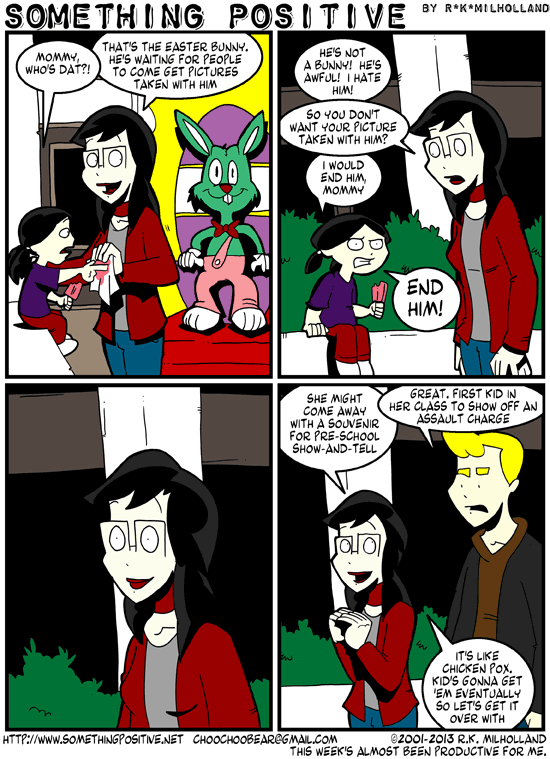 SOMETHING POSITIVE BY R*K*MILHOLLAND
MOMMY,
WHO'S DAT?!
THAT'S THE EASTER BUNNY.
HE'S WAITING FOR PEOPLE
TO COME GET PICTURES
TAKEN WITH HIM
HE'S NOT
A BUNNY! HE'S
AWFUL! I HATE
HIM!
SO YOU DON'T
WANT YOUR PICTURE
TAKEN WITH HIM?
I WOULD
END HIM,
MOMMY
END
HIM!
SHE MIGHT
COME AWAY
WITH A SOUVENIR
FOR PRE-SCHOOL
SHOW-AND-TELL
GREAT. FIRST KID IN
HER CLASS TO SHOW OFF AN
ASSAULT CHARGE
IT'S LIKE
CHICKEN POX.
KID'S GONNA GET
'EM EVENTUALLY
SO LET'S GET IT
OVER WITH
HTTP://WWW.SOMETHINGPOSITIVE.NET CHOOCHOOBEAR@GMAIL.COM ©2001-2013 R.K. MILHOLLAND
THIS WEEK'S ALMOST BEEN PRODUCTIVE FOR ME.